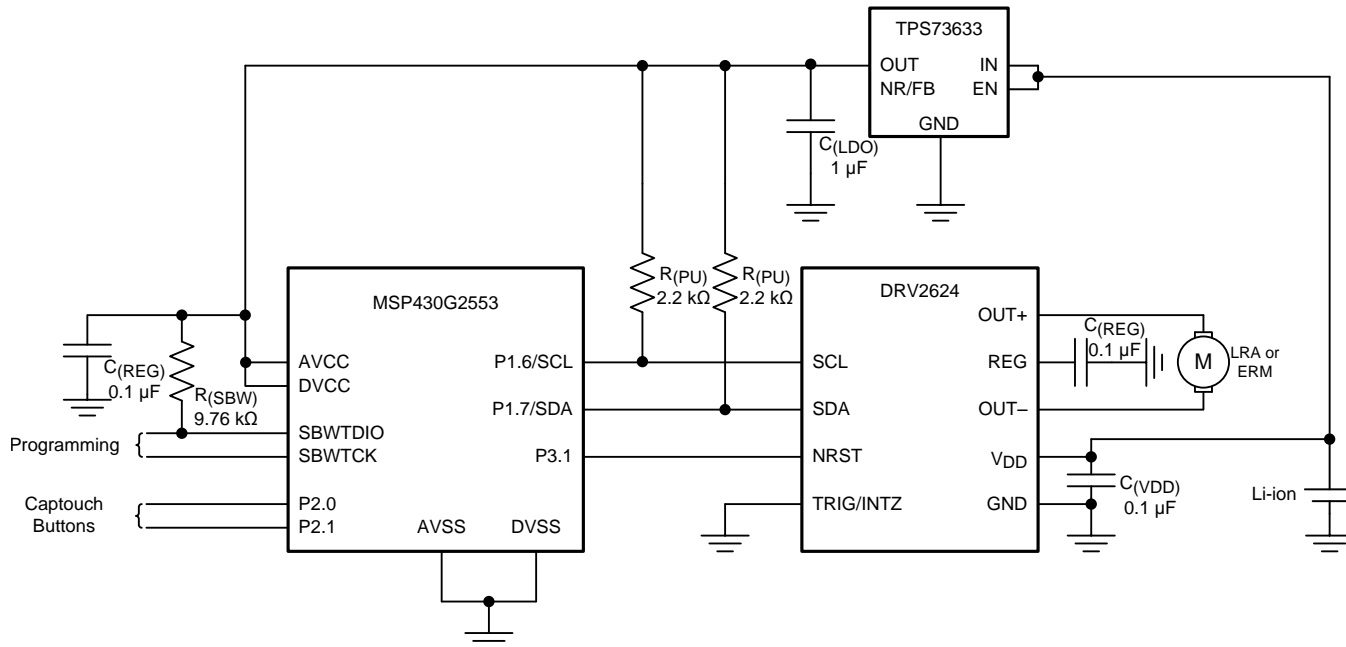 TPS73633
OUT
IN
NR/FB
EN
GND
C(LDO)
1 µF
R(PU)
2.2 kΩ
R(PU)
2.2 kΩ
MSP430G2553
DRV2624
C(REG)
0.1 µF
R(SBW)
9.76 kΩ
AVCC
DVCC
SBWTDIO
SBWTCK
P2.0
P2.1
AVSS
DVSS
P1.6/SCL
P1.7/SDA
P3.1
Programming
Captouch
Buttons
SCL
SDA
NRST
TRIG/INTZ
OUT+
REG
OUT–
VDD
GND
C(REG)
0.1 µF
M
LRA or
ERM
C(VDD)
0.1 µF
Li-ion